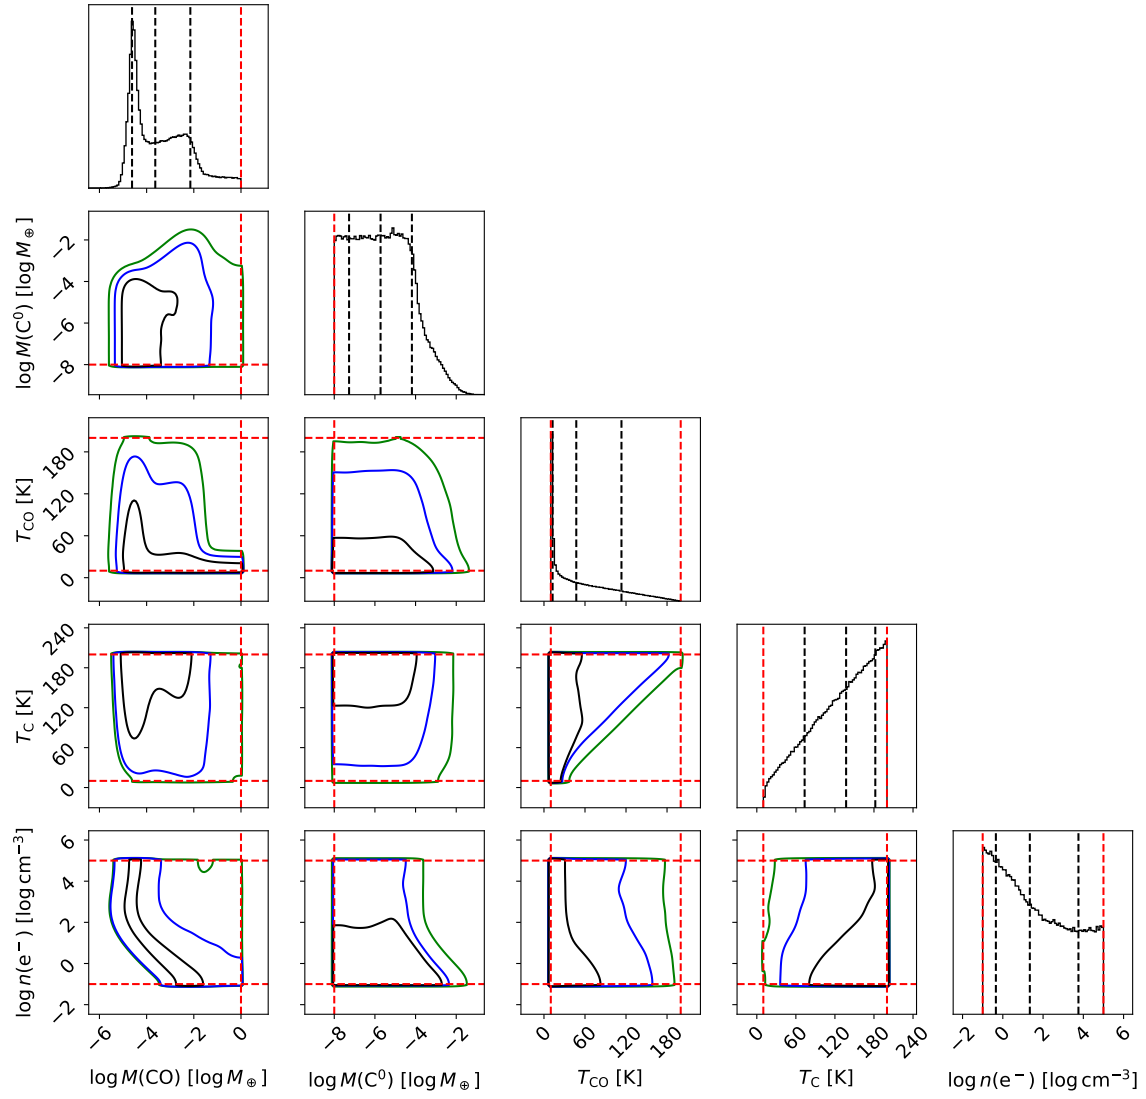 −2
−4
−6
−8
log M(C⁰) [log M⊕]
180
120
60
0
T_CO [K]
240
180
120
60
0
T_C [K]
6
4
2
0
−2
log n(e⁻) [log cm⁻³]
−6 −4 −2 0
−8 −6 −4 −2
0 60 120 180
0 60 120 180 240
−2 0 2 4 6
log M(CO) [log M⊕]
log M(C⁰) [log M⊕]
T_CO [K]
T_C [K]
log n(e⁻) [log cm⁻³]